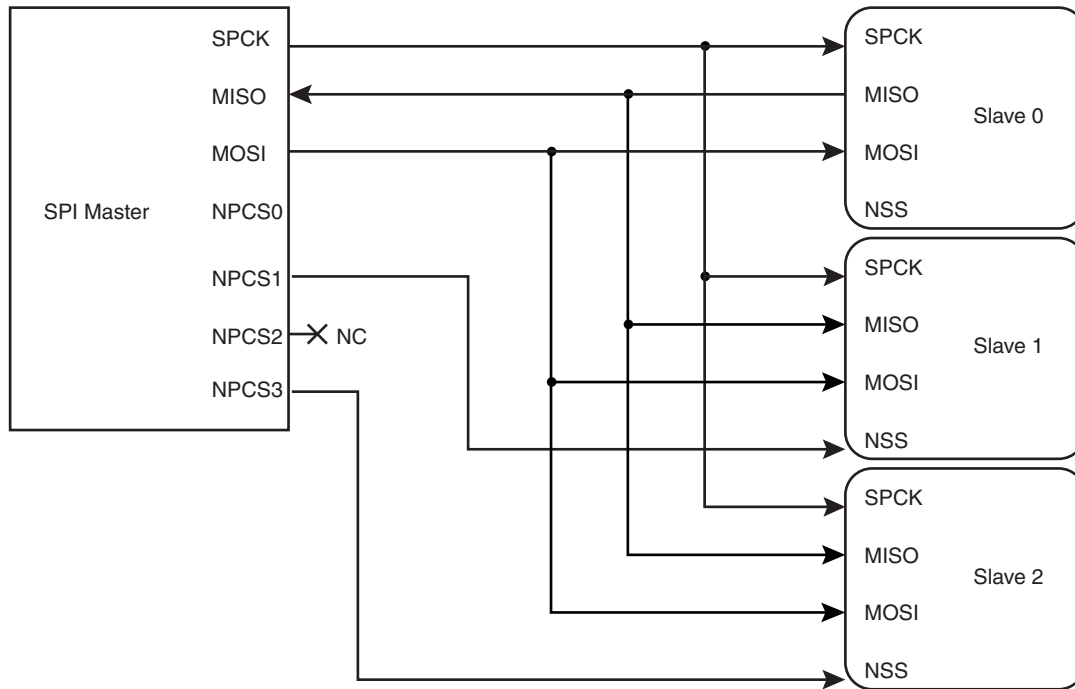 SPI Master
SPCK
MISO
MOSI
NPCS0
NPCS1
NPCS2
NC
NPCS3
SPCK
MISO
Slave 0
MOSI
NSS
SPCK
MISO
Slave 1
MOSI
NSS
SPCK
MISO
Slave 2
MOSI
NSS